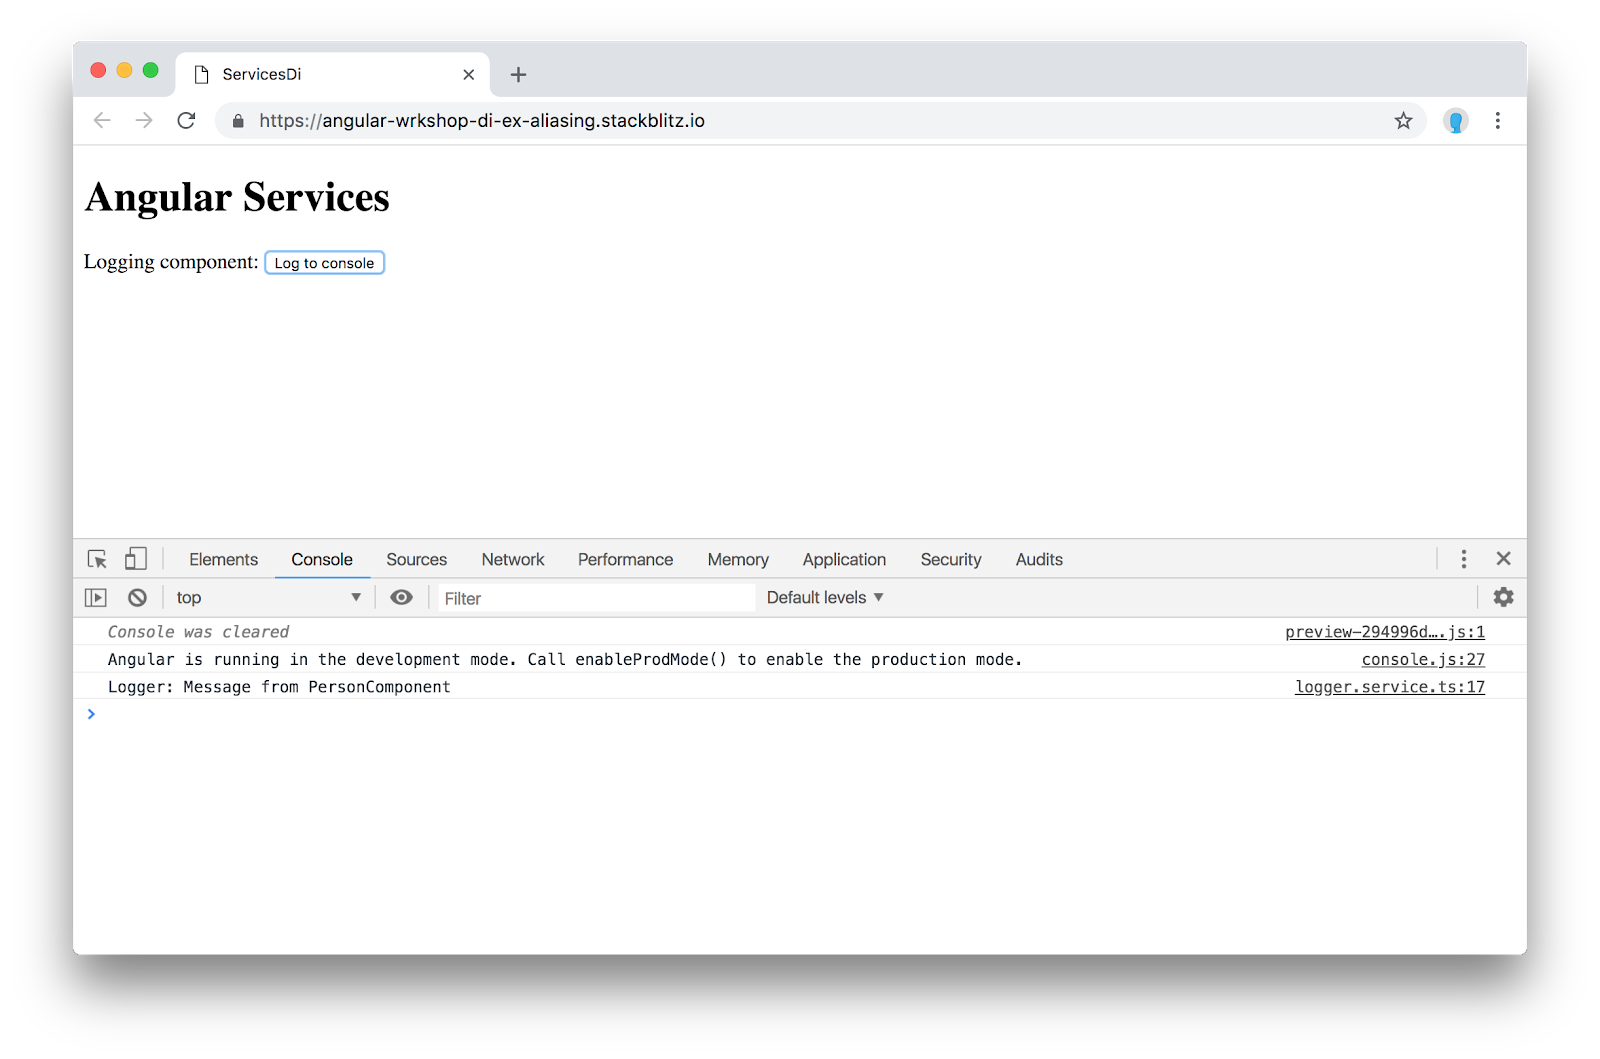 ServicesDi
https://angular-wrkshop-di-ex-aliasing.stackblitz.io
Angular Services
Logging component: Log to console
Elements Console Sources Network Performance Memory Application Security Audits
top Filter Default levels
Console was cleared preview-294996d….js:1
Angular is running in the development mode. Call enableProdMode() to enable the production mode. console.js:27
Logger: Message from PersonComponent logger.service.ts:17